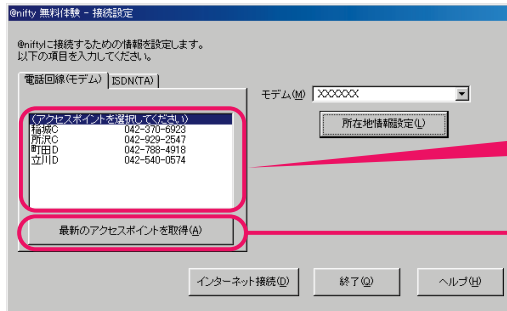 @nifty 無料体験 - 接続設定
@niftyに接続するための情報を設定します。
以下の項目を入力してください。
電話回線(モデム) ISDN(TA)
モデム(M) XXXXXXX
所在地情報設定(L)
(アクセスポイントを選択してください)
稲城C 042-370-6923
所沢C 042-929-2547
町田D 042-788-4918
立川D 042-540-0574
最新のアクセスポイントを取得(A)
インターネット接続(D) 終了(Q) ヘルプ(H)